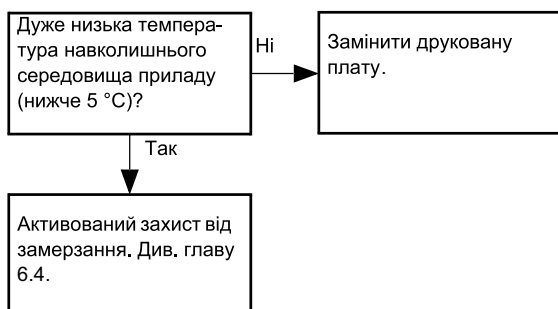 Дуже низька темпера-
тура навколишнього
середовища приладу
(нижче 5 °C)?
Ні
Замінити друковану
плату.
Так
Активований захист від
замерзання. Див. главу
6.4.